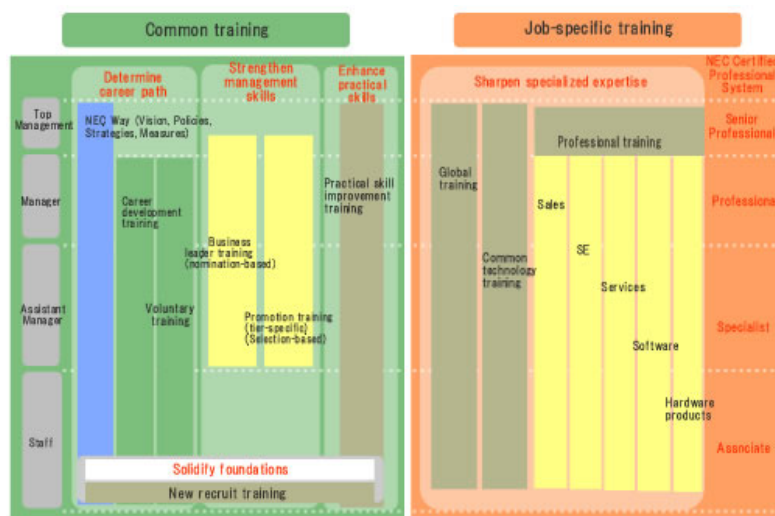 Common training
Job-specific training
Determine
career path
Strengthen
management
skills
Enhance
practical
skills
Sharpen specialized expertise
NEC Certified
Professional
System
Top
Management
NEC Way (Vision, Policies,
Strategies, Measures)
Professional training
Senior
Professional
Manager
Career
development
training
Practical skill
improvement
training
Global
training
Sales
Professional
Business
leader training
(nomination-based)
SE
Common
technology
training
Services
Assistant
Manager
Voluntary
training
Promotion training
(tier-specific)
(Selection-based)
Specialist
Software
Hardware
products
Staff
Associate
Solidify foundations
New recruit training